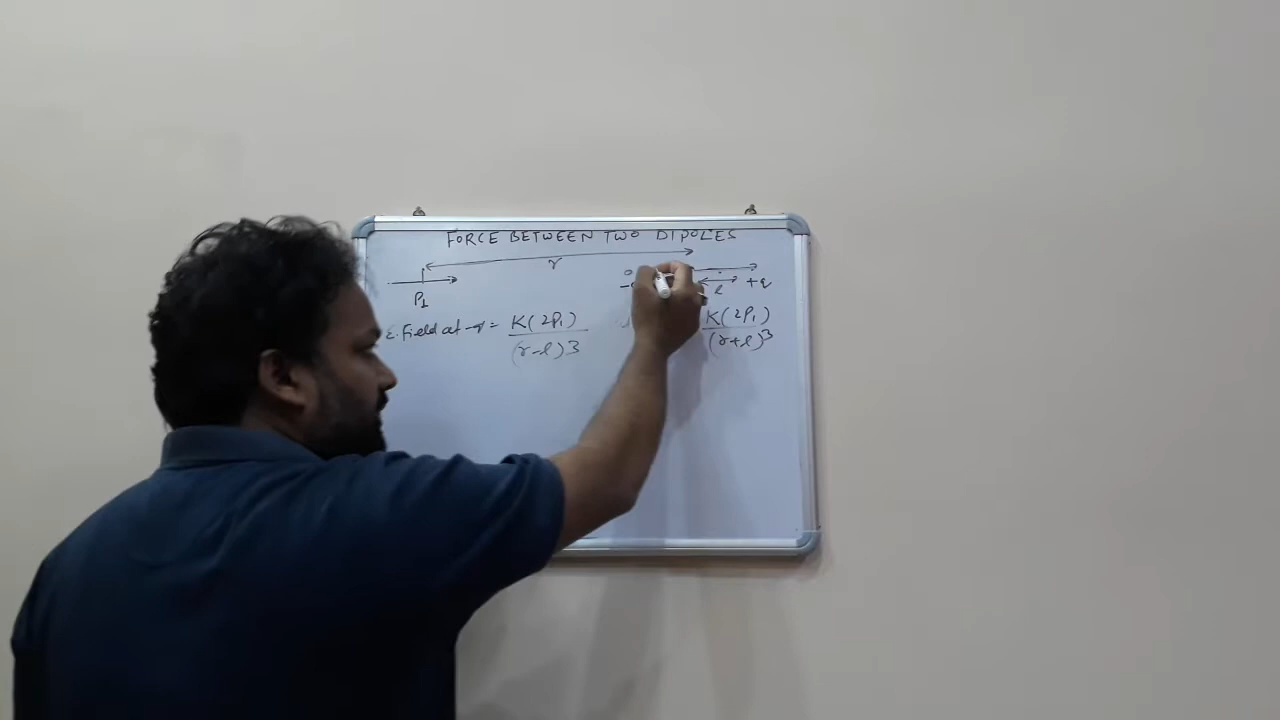 FORCE BETWEEN TWO DIPOLES
r
P1
l +q
E. Field at -q = K(2P1) / (r-l)3 K(2P1) / (r+l)3